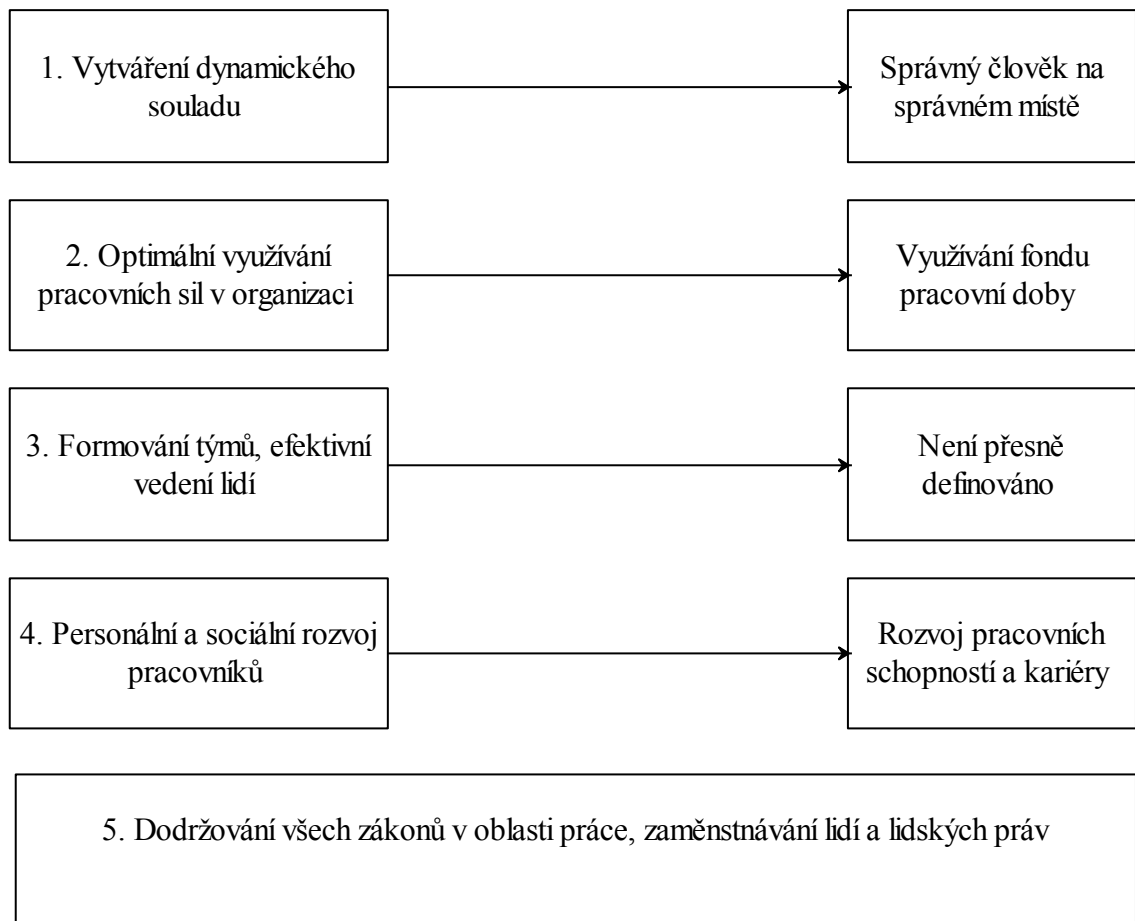 1. Vytváření dynamického
souladu
Správný člověk na
správném místě
2. Optimální využívání
pracovních sil v organizaci
Využívání fondu
pracovní doby
3. Formování týmů, efektivní
vedení lidí
Není přesně
definováno
4. Personální a sociální rozvoj
pracovníků
Rozvoj pracovních
schopností a kariéry
5. Dodržování všech zákonů v oblasti práce, zaměnstnávání lidí a lidských práv